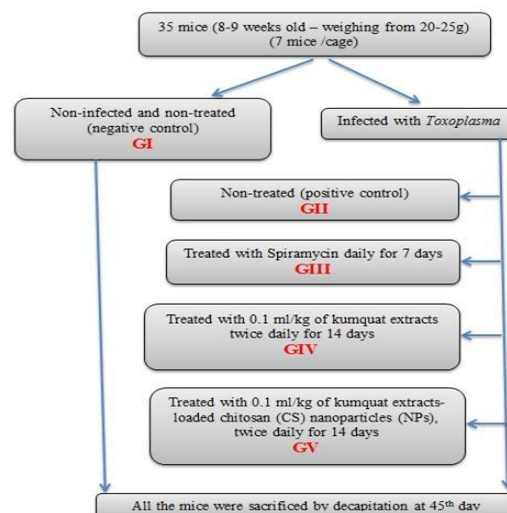 35 mice (8-9 weeks old – weighing from 20-25g)
(7 mice /cage)
Non-infected and non-treated
(negative control)
GI
Infected with Toxoplasma
Non-treated (positive control)
GII
Treated with Spiramycin daily for 7 days
GIII
Treated with 0.1 ml/kg of kumquat extracts
twice daily for 14 days
GIV
Treated with 0.1 ml/kg of kumquat extracts-
loaded chitosan (CS) nanoparticles (NPs),
twice daily for 14 days
GV
All the mice were sacrificed by decapitation at 45th day